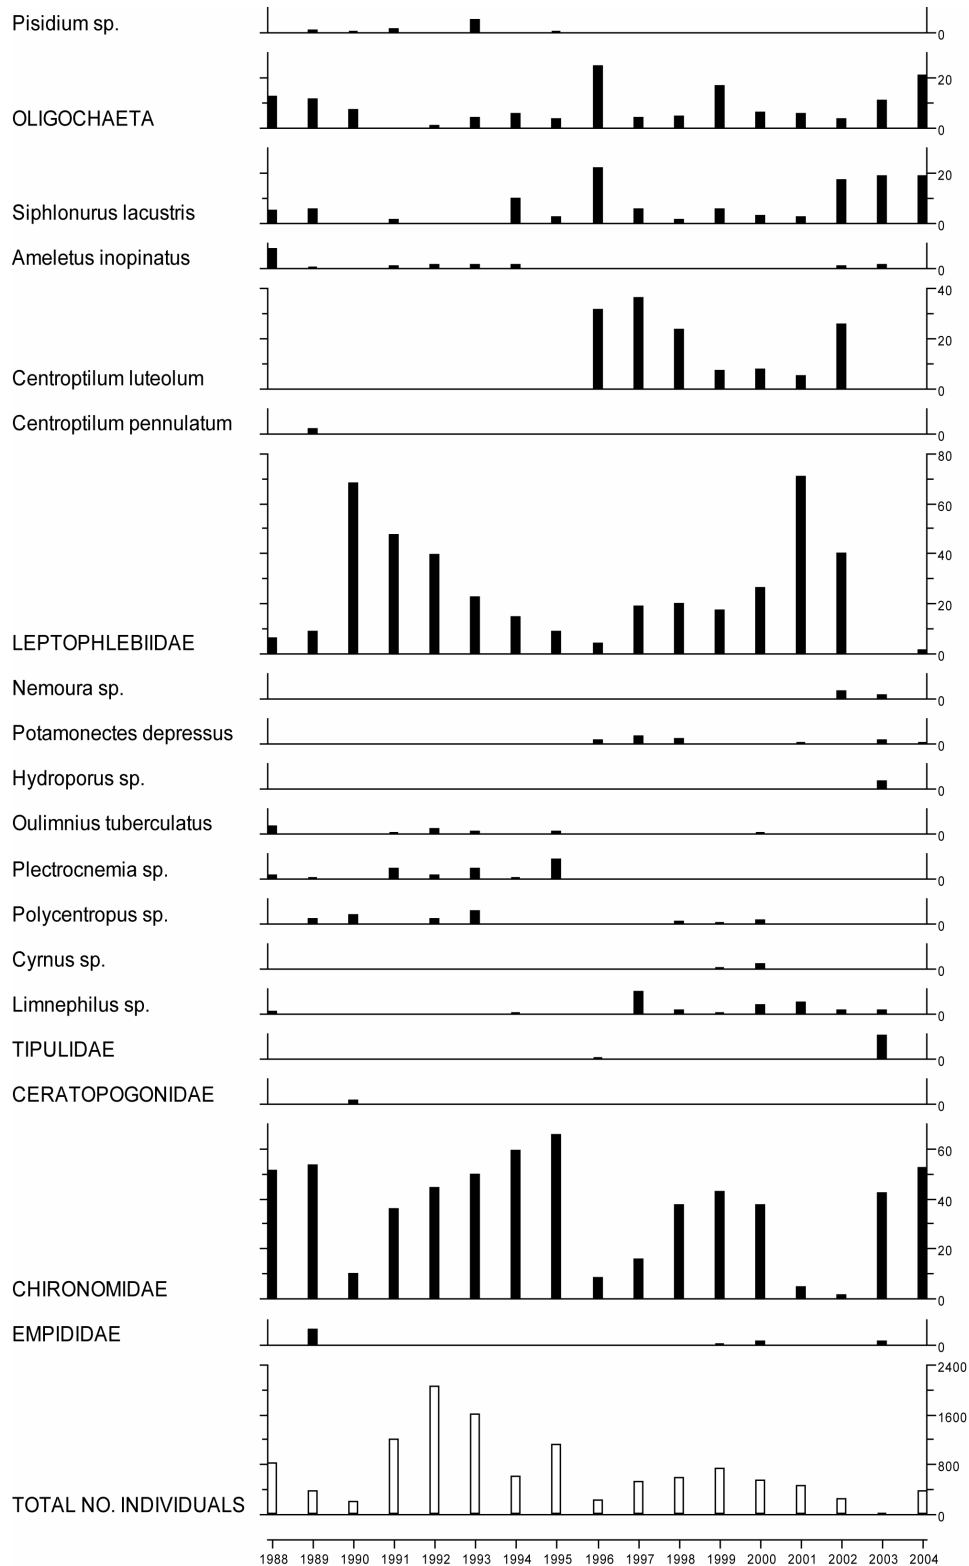 Pisidium sp.
0
20
OLIGOCHAETA
0
20
Siphlonurus lacustris
0
Ameletus inopinatus
0
40
20
Centroptilum luteolum
0
Centroptilum pennulatum
0
80
60
40
20
LEPTOPHLEBIIDAE
0
Nemoura sp.
0
Potamonectes depressus
0
Hydroporus sp.
0
Oulimnius tuberculatus
0
Plectrocnemia sp.
0
Polycentropus sp.
0
Cyrnus sp.
0
Limnephilus sp.
0
TIPULIDAE
0
CERATOPOGONIDAE
0
60
40
20
CHIRONOMIDAE
0
EMPIDIDAE
0
2400
1600
800
TOTAL NO. INDIVIDUALS
0
1988 1989 1990 1991 1992 1993 1994 1995 1996 1997 1998 1999 2000 2001 2002 2003 2004